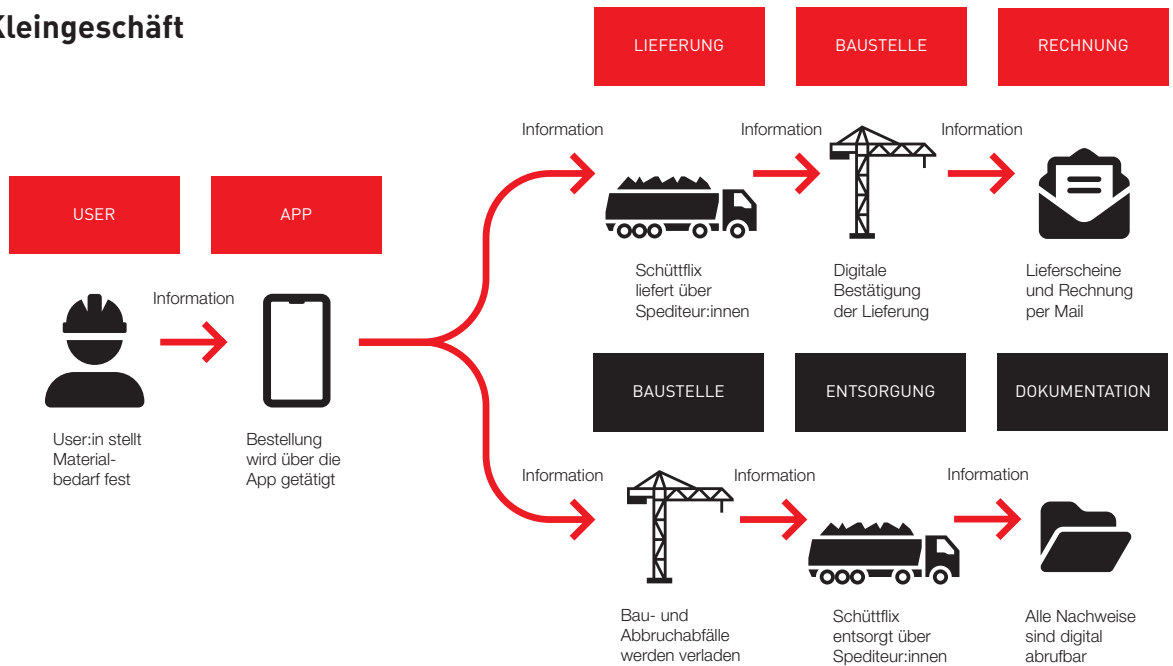 Kleingeschäft
LIEFERUNG
BAUSTELLE
RECHNUNG
Information
Information
Information
USER
APP
Information
Schüttflix
liefert über
Spediteur:innen
Digitale
Bestätigung
der Lieferung
Lieferscheine
und Rechnung
per Mail
User:in stellt
Material-
bedarf fest
Bestellung
wird über die
App getätigt
BAUSTELLE
ENTSORGUNG
DOKUMENTATION
Information
Information
Information
Bau- und
Abbruchabfälle
werden verladen
Schüttflix
entsorgt über
Spediteur:innen
Alle Nachweise
sind digital
abrufbar